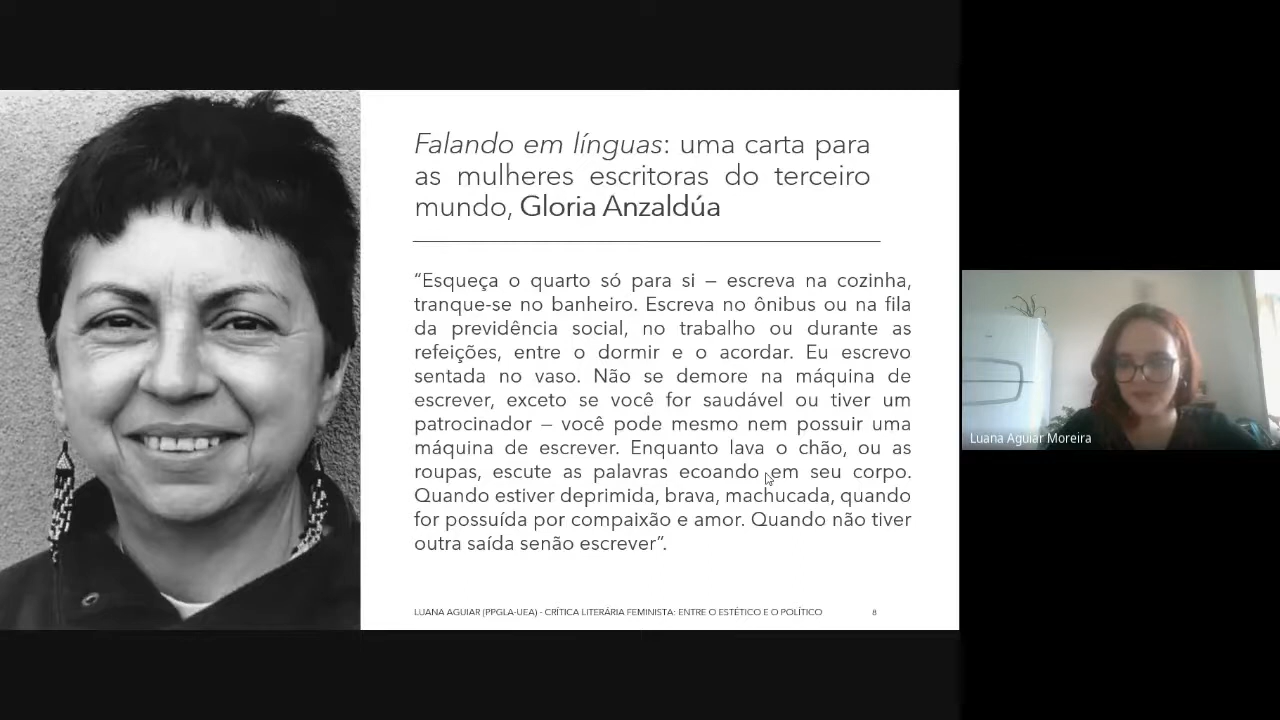 Falando em línguas: uma carta para
as mulheres escritoras do terceiro
mundo, Gloria Anzaldúa
“Esqueça o quarto só para si – escreva na cozinha,
tranque-se no banheiro. Escreva no ônibus ou na fila
da previdência social, no trabalho ou durante as
refeições, entre o dormir e o acordar. Eu escrevo
sentada no vaso. Não se demore na máquina de
escrever, exceto se você for saudável ou tiver um
patrocinador – você pode mesmo nem possuir uma
máquina de escrever. Enquanto lava o chão, ou as
roupas, escute as palavras ecoando em seu corpo.
Quando estiver deprimida, brava, machucada, quando
for possuída por compaixão e amor. Quando não tiver
outra saída senão escrever”.
LUANA AGUIAR (PPGLA-UEA) - CRÍTICA LITERÁRIA FEMINISTA: ENTRE O ESTÉTICO E O POLÍTICO 8
Luana Aguiar Moreira